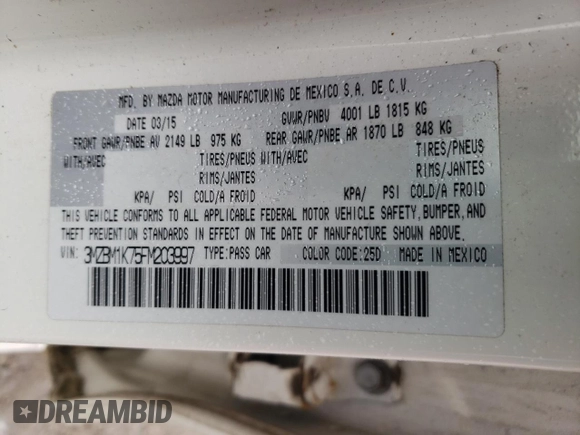 MFD. BY MAZDA MOTOR MANUFACTURING DE MEXICO S.A. DE C.V.
DATE 03/15 GVWR/PNBV 4001 LB 1815 KG
FRONT GAWR/PNBE AV 2149 LB 975 KG REAR GAWR/PNBE AR 1870 LB 848 KG
WITH/AVEC TIRES/PNEUS WITH/AVEC TIRES/PNEUS
RIMS/JANTES RIMS/JANTES
KPA/ PSI COLD/A FROID KPA/ PSI COLD/A FROID
THIS VEHICLE CONFORMS TO ALL APPLICABLE FEDERAL MOTOR VEHICLE SAFETY, BUMPER, AND
THEFT PREVENTION STANDARDS IN EFFECT ON THE DATE OF MANUFACTURE SHOWN ABOVE.
VIN: 3MZBM1K75FM203997 TYPE: PASS CAR COLOR CODE: 25D MADE IN MEXICO
DREAMBID